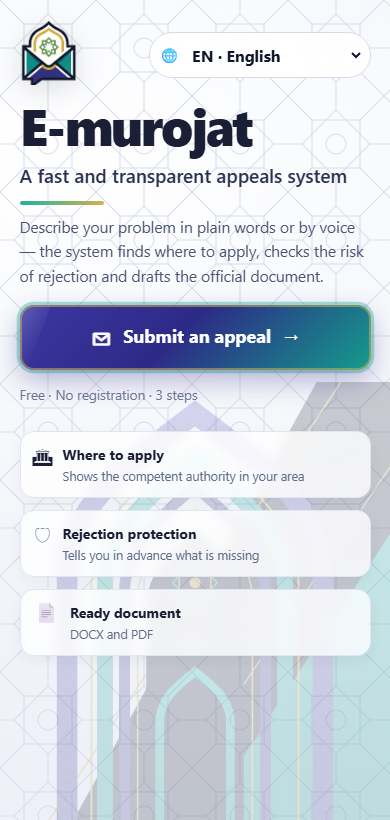 EN · English
E-murojat
A fast and transparent appeals system
Describe your problem in plain words or by voice
— the system finds where to apply, checks the risk
of rejection and drafts the official document.
Submit an appeal →
Free · No registration · 3 steps
Where to apply
Shows the competent authority in your area
Rejection protection
Tells you in advance what is missing
Ready document
DOCX and PDF